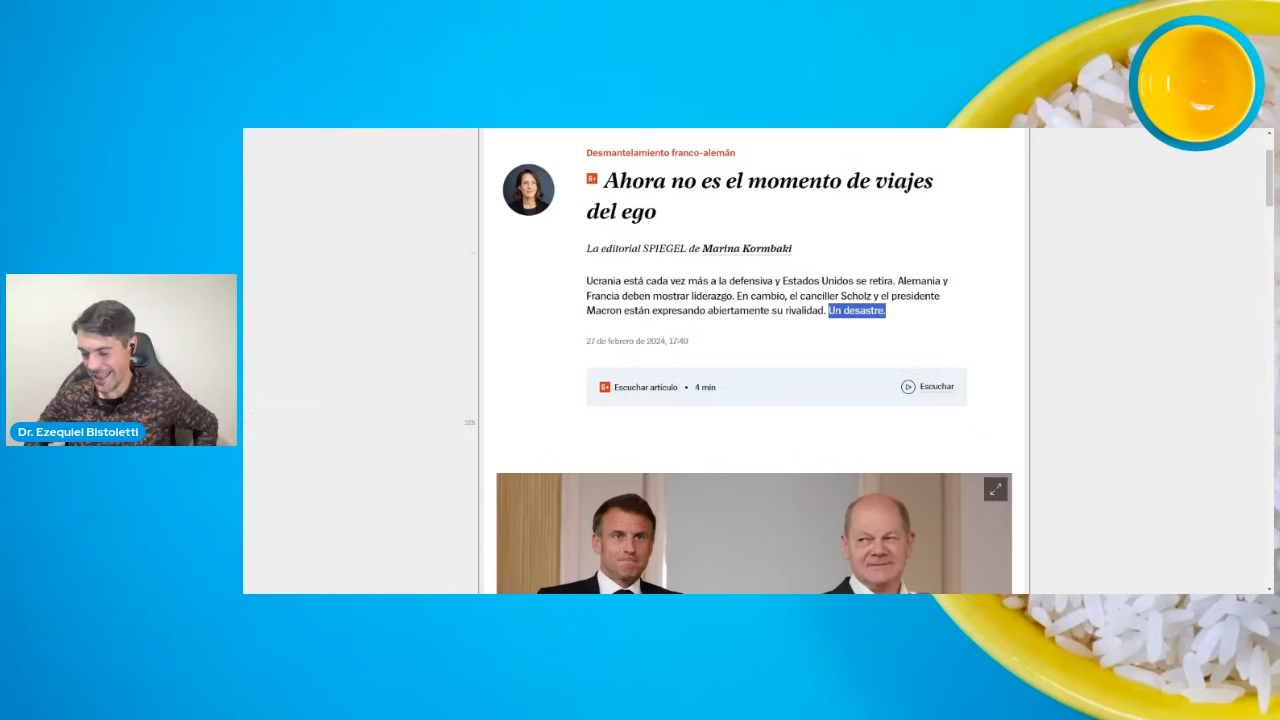 Desmantelamiento franco-alemán
S+ Ahora no es el momento de viajes
del ego
La editorial SPIEGEL de Marina Kormbaki
Ucrania está cada vez más a la defensiva y Estados Unidos se retira. Alemania y
Francia deben mostrar liderazgo. En cambio, el canciller Scholz y el presidente
Macron están expresando abiertamente su rivalidad. Un desastre.
27 de febrero de 2024, 17:49
S+ Escuchar artículo • 4 min
Escuchar
Dr. Ezequiel Bistoletti